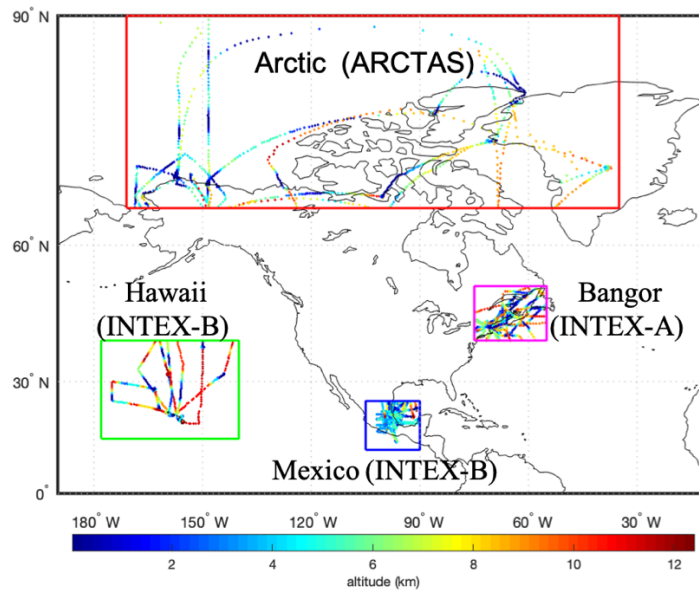 90° N
Arctic (ARCTAS)
60° N
Hawaii
(INTEX-B)
Bangor
(INTEX-A)
30° N
Mexico (INTEX-B)
0°
180° W 150° W 120° W 90° W 60° W 30° W
2 4 6 8 10 12
altitude (km)